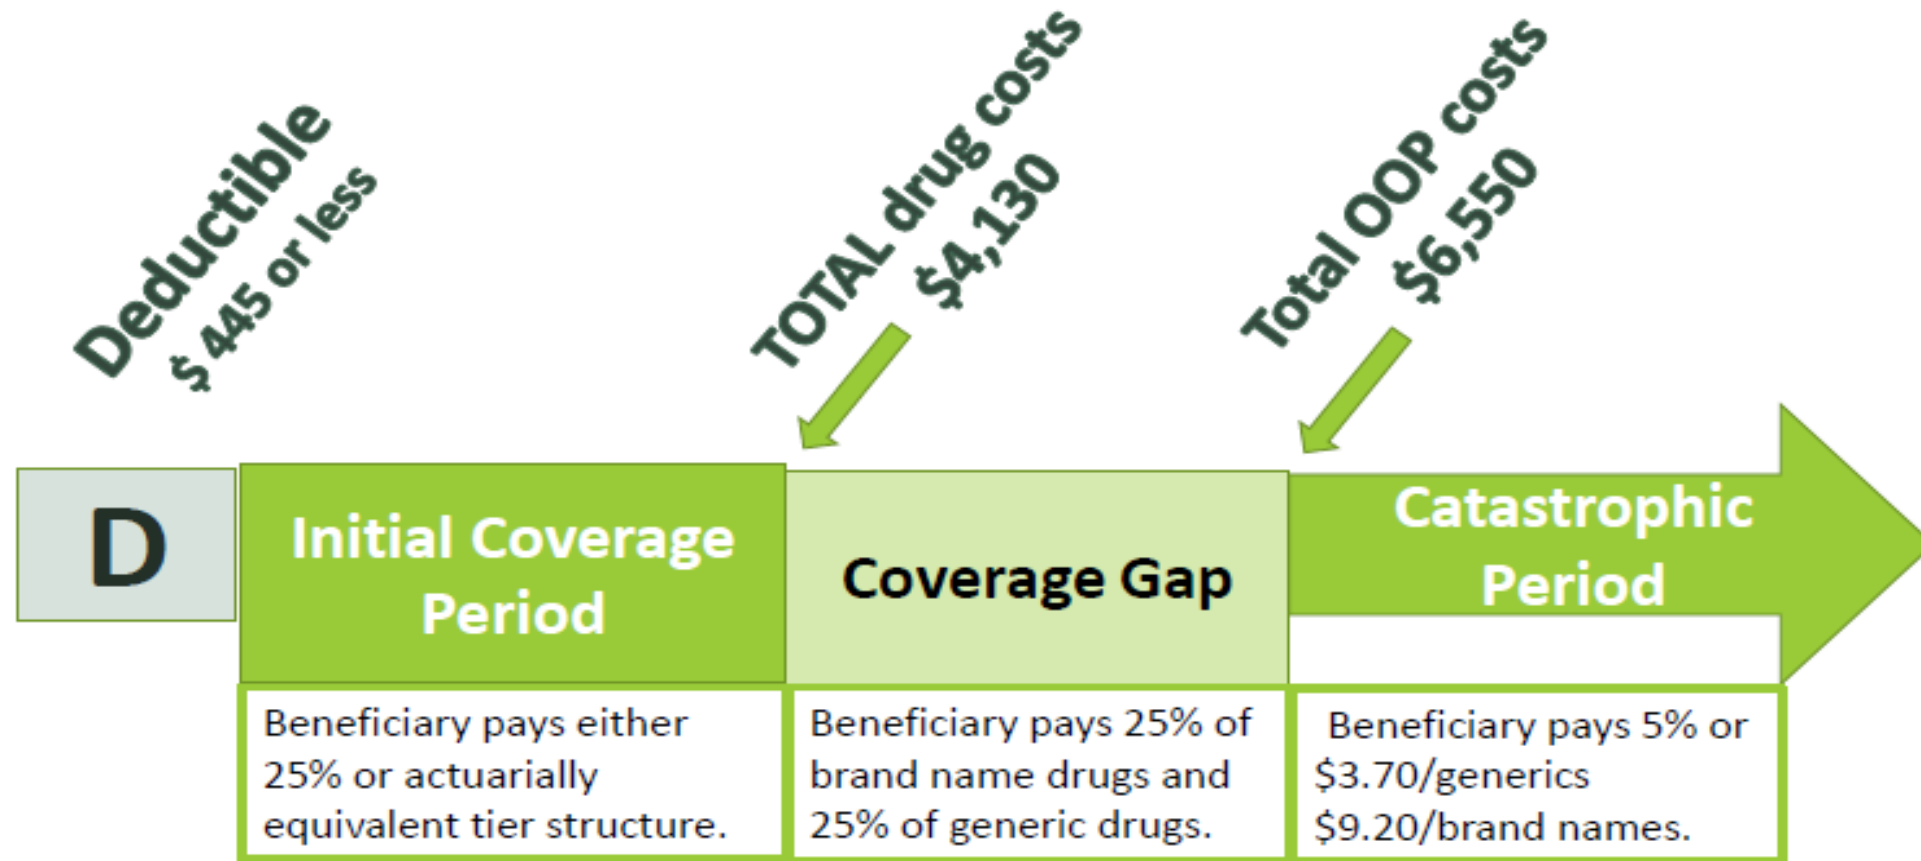 Deductible
$ 445 or less
TOTAL drug costs
$4,130
Total OOP costs
$6,550
D
Initial Coverage
Period
Coverage Gap
Catastrophic
Period
Beneficiary pays either
25% or actuarially
equivalent tier structure.
Beneficiary pays 25% of
brand name drugs and
25% of generic drugs.
Beneficiary pays 5% or
$3.70/generics
$9.20/brand names.